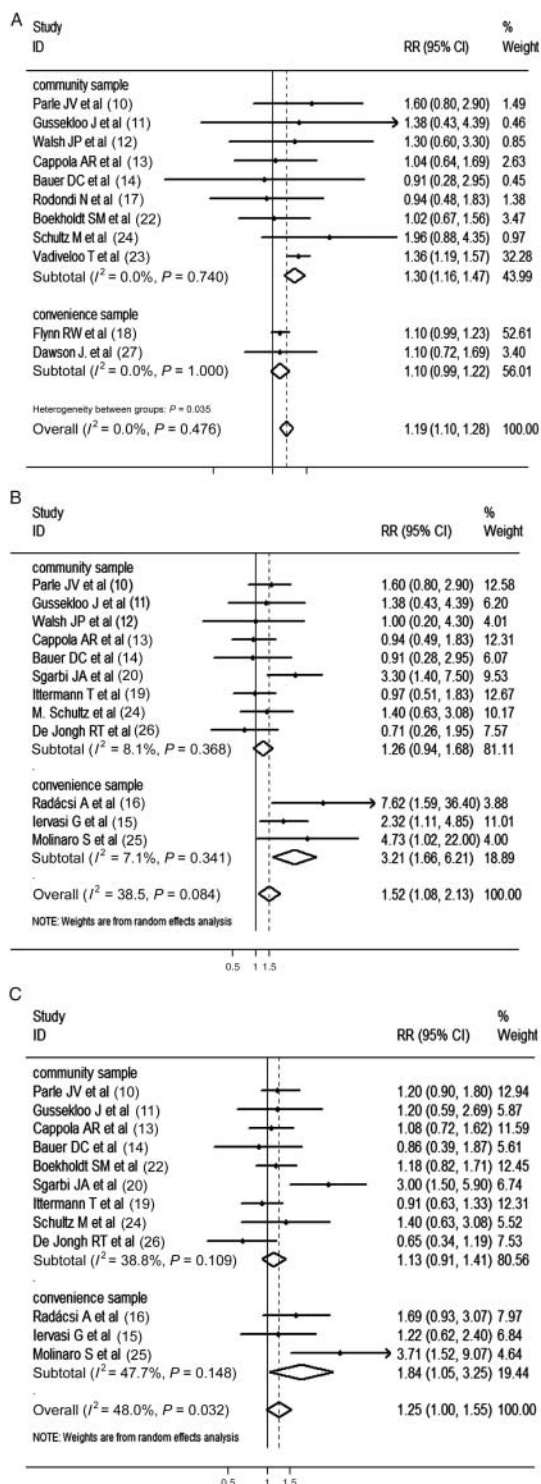 A
Study %
ID RR (95% CI) Weight
community sample
Parle JV et al (10) 1.60 (0.80, 2.90) 1.49
Gussekloo J et al (11) 1.38 (0.43, 4.39) 0.46
Walsh JP et al (12) 1.30 (0.60, 3.30) 0.85
Cappola AR et al (13) 1.04 (0.64, 1.69) 2.63
Bauer DC et al (14) 0.91 (0.28, 2.95) 0.45
Rodondi N et al (17) 0.94 (0.48, 1.83) 1.38
Boekholdt SM et al (22) 1.02 (0.67, 1.56) 3.47
Schultz M et al (24) 1.96 (0.88, 4.35) 0.97
Vadiveloo T et al (23) 1.36 (1.19, 1.57) 32.28
Subtotal (I² = 0.0%, P = 0.740) 1.30 (1.16, 1.47) 43.99
convenience sample
Flynn RW et al (18) 1.10 (0.99, 1.23) 52.61
Dawson J. et al (27) 1.10 (0.72, 1.69) 3.40
Subtotal (I² = 0.0%, P = 1.000) 1.10 (0.99, 1.22) 56.01
Heterogeneity between groups: P = 0.035
Overall (I² = 0.0%, P = 0.476) 1.19 (1.10, 1.28) 100.00
B
Study %
ID RR (95% CI) Weight
community sample
Parle JV et al (10) 1.60 (0.80, 2.90) 12.58
Gussekloo J et al (11) 1.38 (0.43, 4.39) 6.20
Walsh JP et al (12) 1.00 (0.20, 4.30) 4.01
Cappola AR et al (13) 0.94 (0.49, 1.83) 12.31
Bauer DC et al (14) 0.91 (0.28, 2.95) 6.07
Sgarbi JA et al (20) 3.30 (1.40, 7.50) 9.53
Ittermann T et al (19) 0.97 (0.51, 1.83) 12.67
M. Schultz et al (24) 1.40 (0.63, 3.08) 10.17
De Jongh RT et al (26) 0.71 (0.26, 1.95) 7.57
Subtotal (I² = 8.1%, P = 0.368) 1.26 (0.94, 1.68) 81.11
.
convenience sample
Radácsi A et al (16) 7.62 (1.59, 36.40) 3.88
Iervasi G et al (15) 2.32 (1.11, 4.85) 11.01
Molinaro S et al (25) 4.73 (1.02, 22.00) 4.00
Subtotal (I² = 7.1%, P = 0.341) 3.21 (1.66, 6.21) 18.89
.
Overall (I² = 38.5, P = 0.084) 1.52 (1.08, 2.13) 100.00
NOTE: Weights are from random effects analysis
0.5 1 1.5
C
Study %
ID RR (95% CI) Weight
community sample
Parle JV et al (10) 1.20 (0.90, 1.80) 12.94
Gussekloo J et al (11) 1.20 (0.59, 2.69) 5.87
Cappola AR et al (13) 1.08 (0.72, 1.62) 11.59
Bauer DC et al (14) 0.86 (0.39, 1.87) 5.61
Boekholdt SM et al (22) 1.18 (0.82, 1.71) 12.45
Sgarbi JA et al (20) 3.00 (1.50, 5.90) 6.74
Ittermann T et al (19) 0.91 (0.63, 1.33) 12.31
Schultz M et al (24) 1.40 (0.63, 3.08) 5.52
De Jongh RT et al (26) 0.65 (0.34, 1.19) 7.53
Subtotal (I² = 38.8%, P = 0.109) 1.13 (0.91, 1.41) 80.56
.
convenience sample
Radácsi A et al (16) 1.69 (0.93, 3.07) 7.97
Iervasi G et al (15) 1.22 (0.62, 2.40) 6.84
Molinaro S et al (25) 3.71 (1.52, 9.07) 4.64
Subtotal (I² = 47.7%, P = 0.148) 1.84 (1.05, 3.25) 19.44
.
Overall (I² = 48.0%, P = 0.032) 1.25 (1.00, 1.55) 100.00
NOTE: Weights are from random effects analysis
0.5 1 1.5